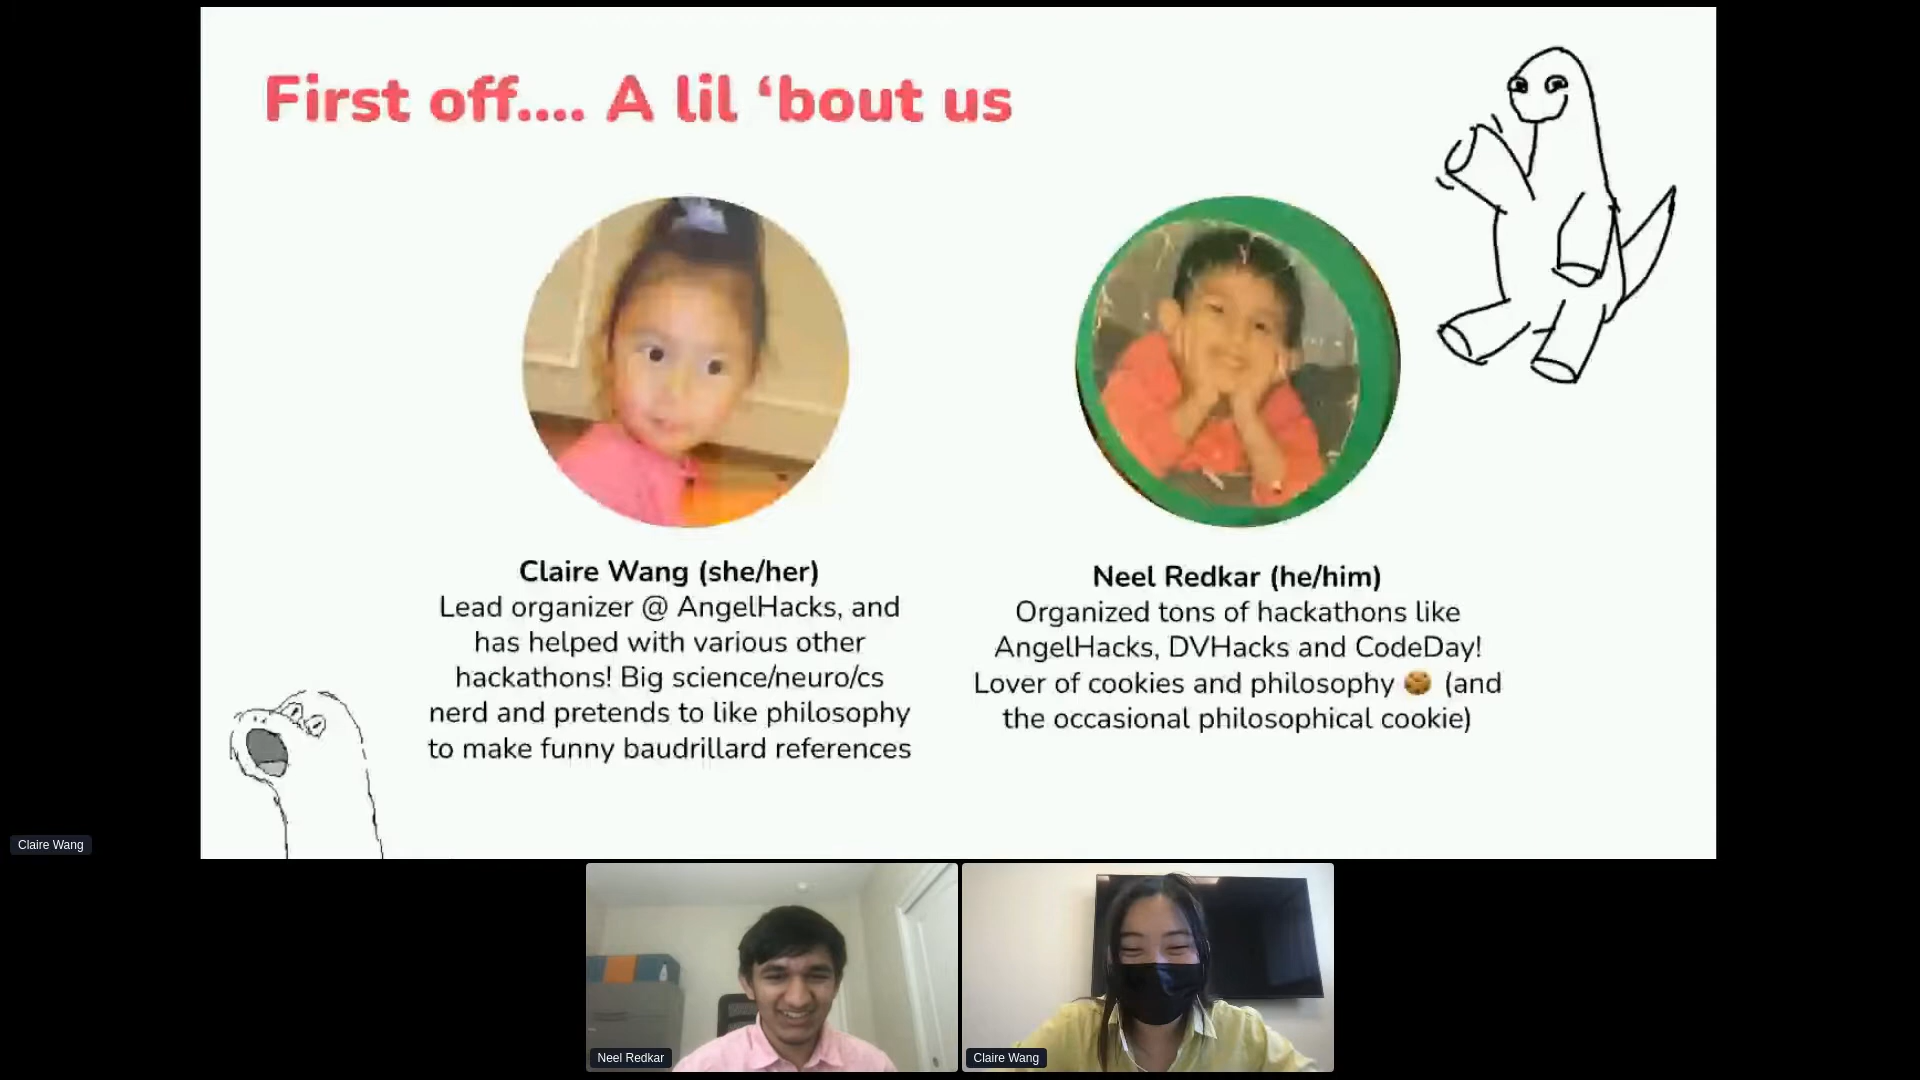 First off.... A lil ‘bout us
Claire Wang (she/her)
Lead organizer @ AngelHacks, and
has helped with various other
hackathons! Big science/neuro/cs
nerd and pretends to like philosophy
to make funny baudrillard references
Neel Redkar (he/him)
Organized tons of hackathons like
AngelHacks, DVHacks and CodeDay!
Lover of cookies and philosophy 🍪 (and
the occasional philosophical cookie)
Claire Wang
Neel Redkar
Claire Wang